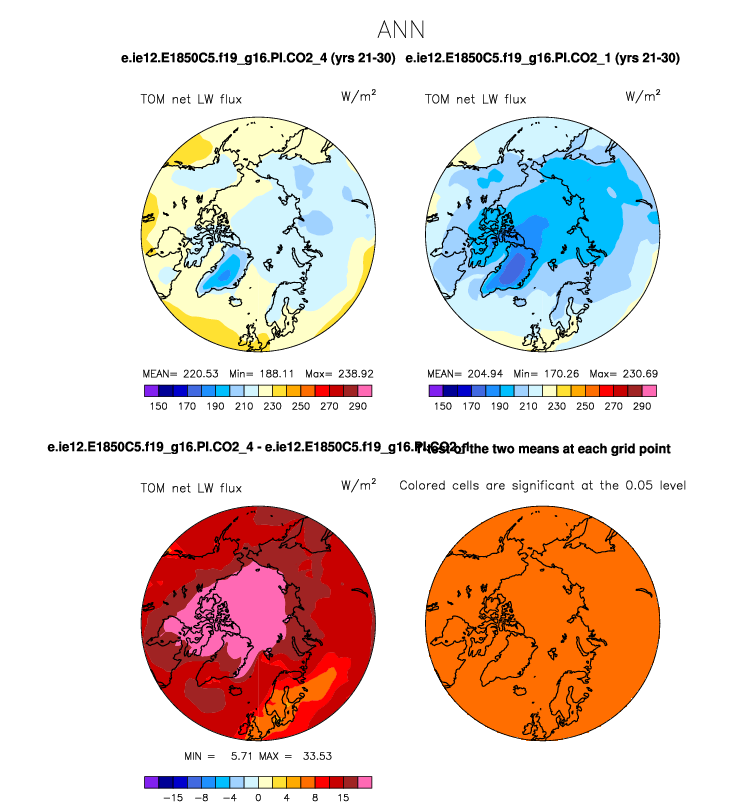 ANN
e.ie12.E1850C5.f19_g16.PI.CO2_4 (yrs 21-30) e.ie12.E1850C5.f19_g16.PI.CO2_1 (yrs 21-30)
TOM net LW flux W/m² TOM net LW flux W/m²
MEAN= 220.53 Min= 188.11 Max= 238.92 MEAN= 204.94 Min= 170.26 Max= 230.69
150 170 190 210 230 250 270 290 150 170 190 210 230 250 270 290
e.ie12.E1850C5.f19_g16.PI.CO2_4 - e.ie12.E1850C5.f19_g16.PI.CO2_1 T-test of the two means at each grid point
TOM net LW flux W/m² Colored cells are significant at the 0.05 level
MIN = 5.71 MAX = 33.53
-15 -8 -4 0 4 8 15